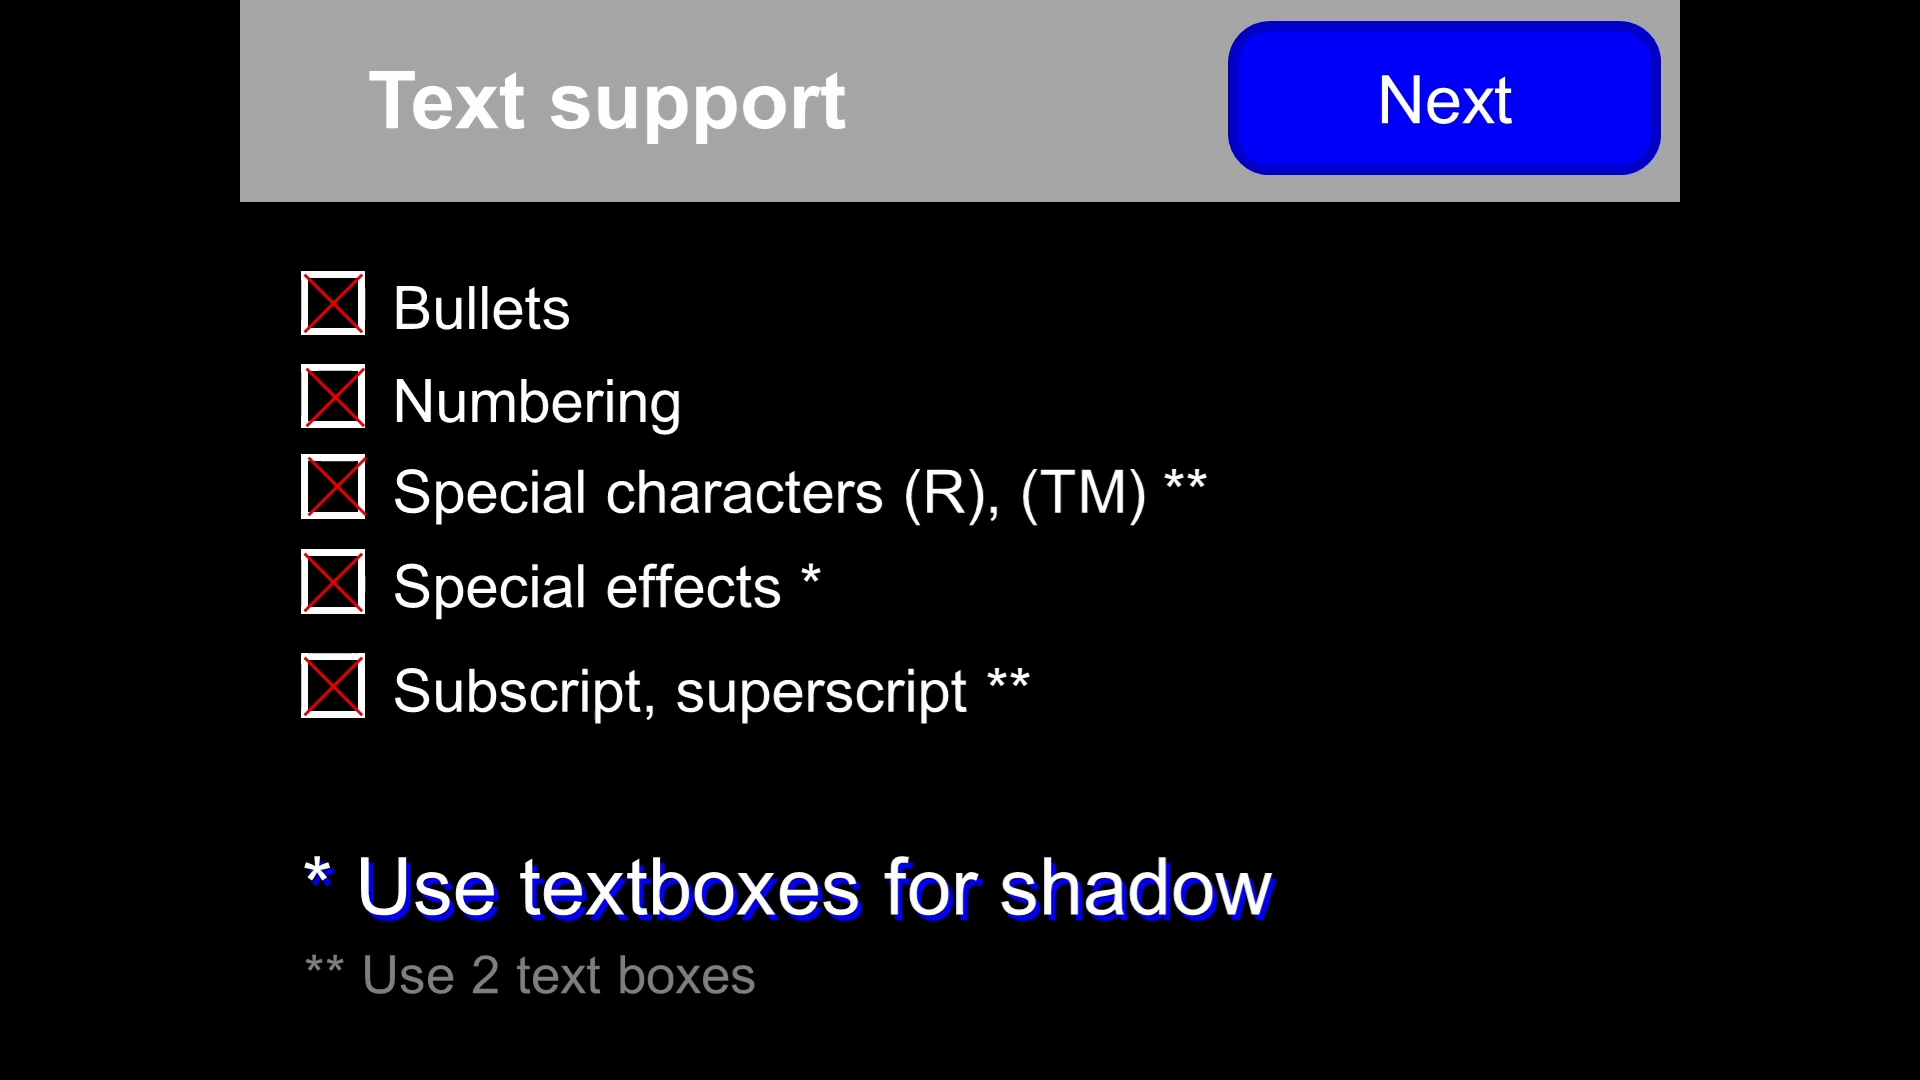 Text support
Next
Bullets
Numbering
Special characters (R), (TM) **
Special effects *
Subscript, superscript **
* Use textboxes for shadow
** Use 2 text boxes